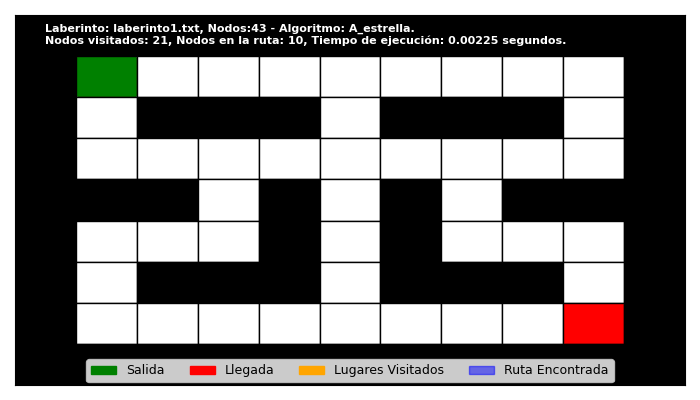 Laberinto: laberinto1.txt, Nodos:43 - Algoritmo: A_estrella.
Nodos visitados: 21, Nodos en la ruta: 10, Tiempo de ejecución: 0.00225 segundos.
Salida Llegada Lugares Visitados Ruta Encontrada